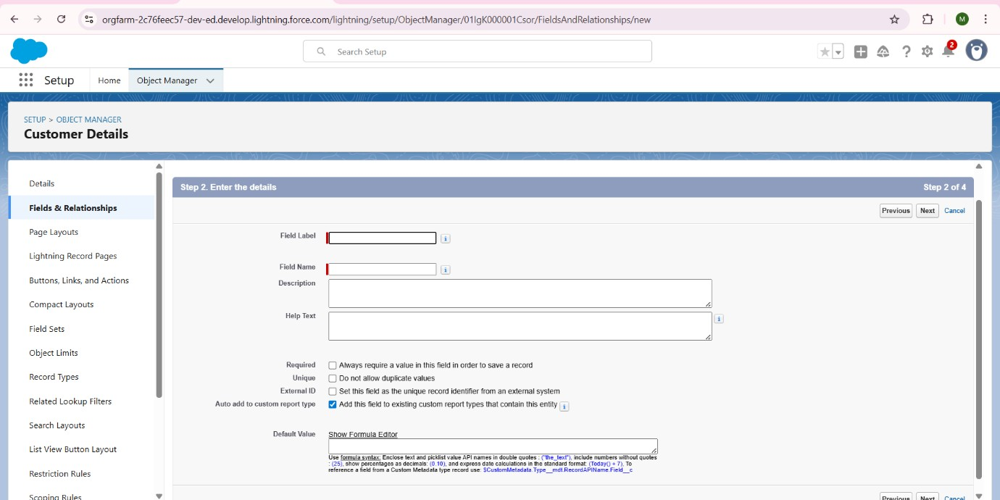 orgfarm-2c76feec57-dev-ed.develop.lightning.force.com/lightning/setup/ObjectManager/01IgK000001Csor/FieldsAndRelationships/new
M
Search Setup
2
Setup
Home
Object Manager
SETUP > OBJECT MANAGER
Customer Details
Details
Fields & Relationships
Page Layouts
Lightning Record Pages
Buttons, Links, and Actions
Compact Layouts
Field Sets
Object Limits
Record Types
Related Lookup Filters
Search Layouts
List View Button Layout
Restriction Rules
Scoping Rules
Step 2. Enter the details
Step 2 of 4
Previous
Next
Cancel
Field Label
Field Name
Description
Help Text
Required
Always require a value in this field in order to save a record
Unique
Do not allow duplicate values
External ID
Set this field as the unique record identifier from an external system
Auto add to custom report type
Add this field to existing custom report types that contain this entity
Default Value
Show Formula Editor
Use formula syntax: Enclose text and picklist value API names in double quotes : ("the_text"), include numbers without quotes
: (25), show percentages as decimals: (0.10), and express date calculations in the standard format: (Today() + 7). To
reference a field from a Custom Metadata type record use: $CustomMetadata.Type__mdt.RecordAPIName.Field__c
Previous
Next
Cancel